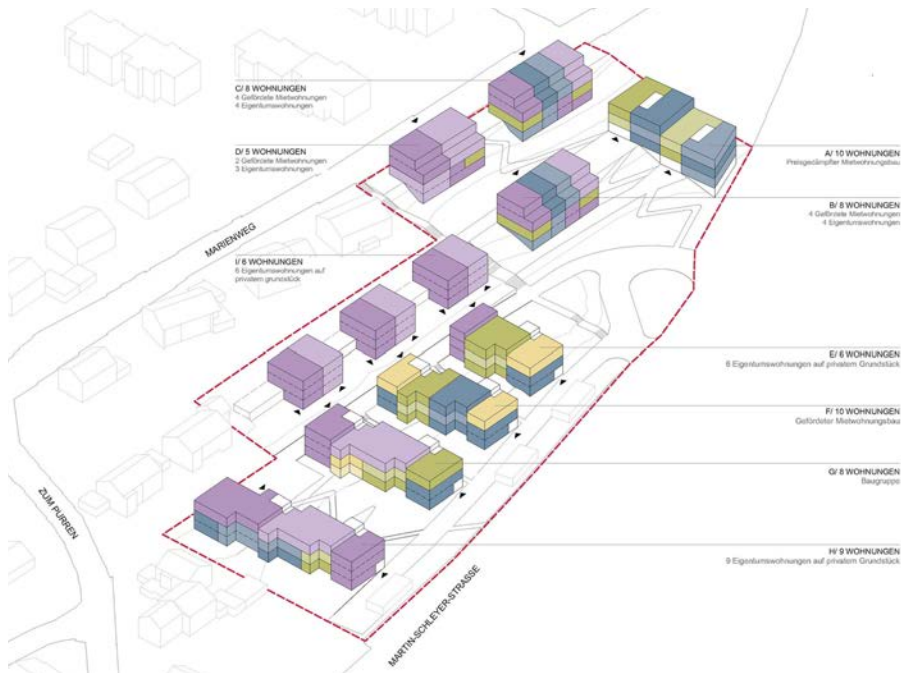 C/ 8 WOHNUNGEN
4 Geförderte Mietwohnungen
4 Eigentumswohnungen
D/ 5 WOHNUNGEN
2 Geförderte Mietwohnungen
3 Eigentumswohnungen
A/ 10 WOHNUNGEN
Preisgedämpfter Mietwohnungsbau
B/ 8 WOHNUNGEN
4 Geförderte Mietwohnungen
4 Eigentumswohnungen
MARIENWEG
I/ 6 WOHNUNGEN
6 Eigentumswohnungen auf
privatem grundstück
E/ 6 WOHNUNGEN
6 Eigentumswohnungen auf privatem Grundstück
F/ 10 WOHNUNGEN
Geförderter Mietwohnungsbau
G/ 8 WOHNUNGEN
Baugruppe
ZUM PURREN
H/ 9 WOHNUNGEN
9 Eigentumswohnungen auf privatem Grundstück
MARTIN-SCHLEYER-STRASSE